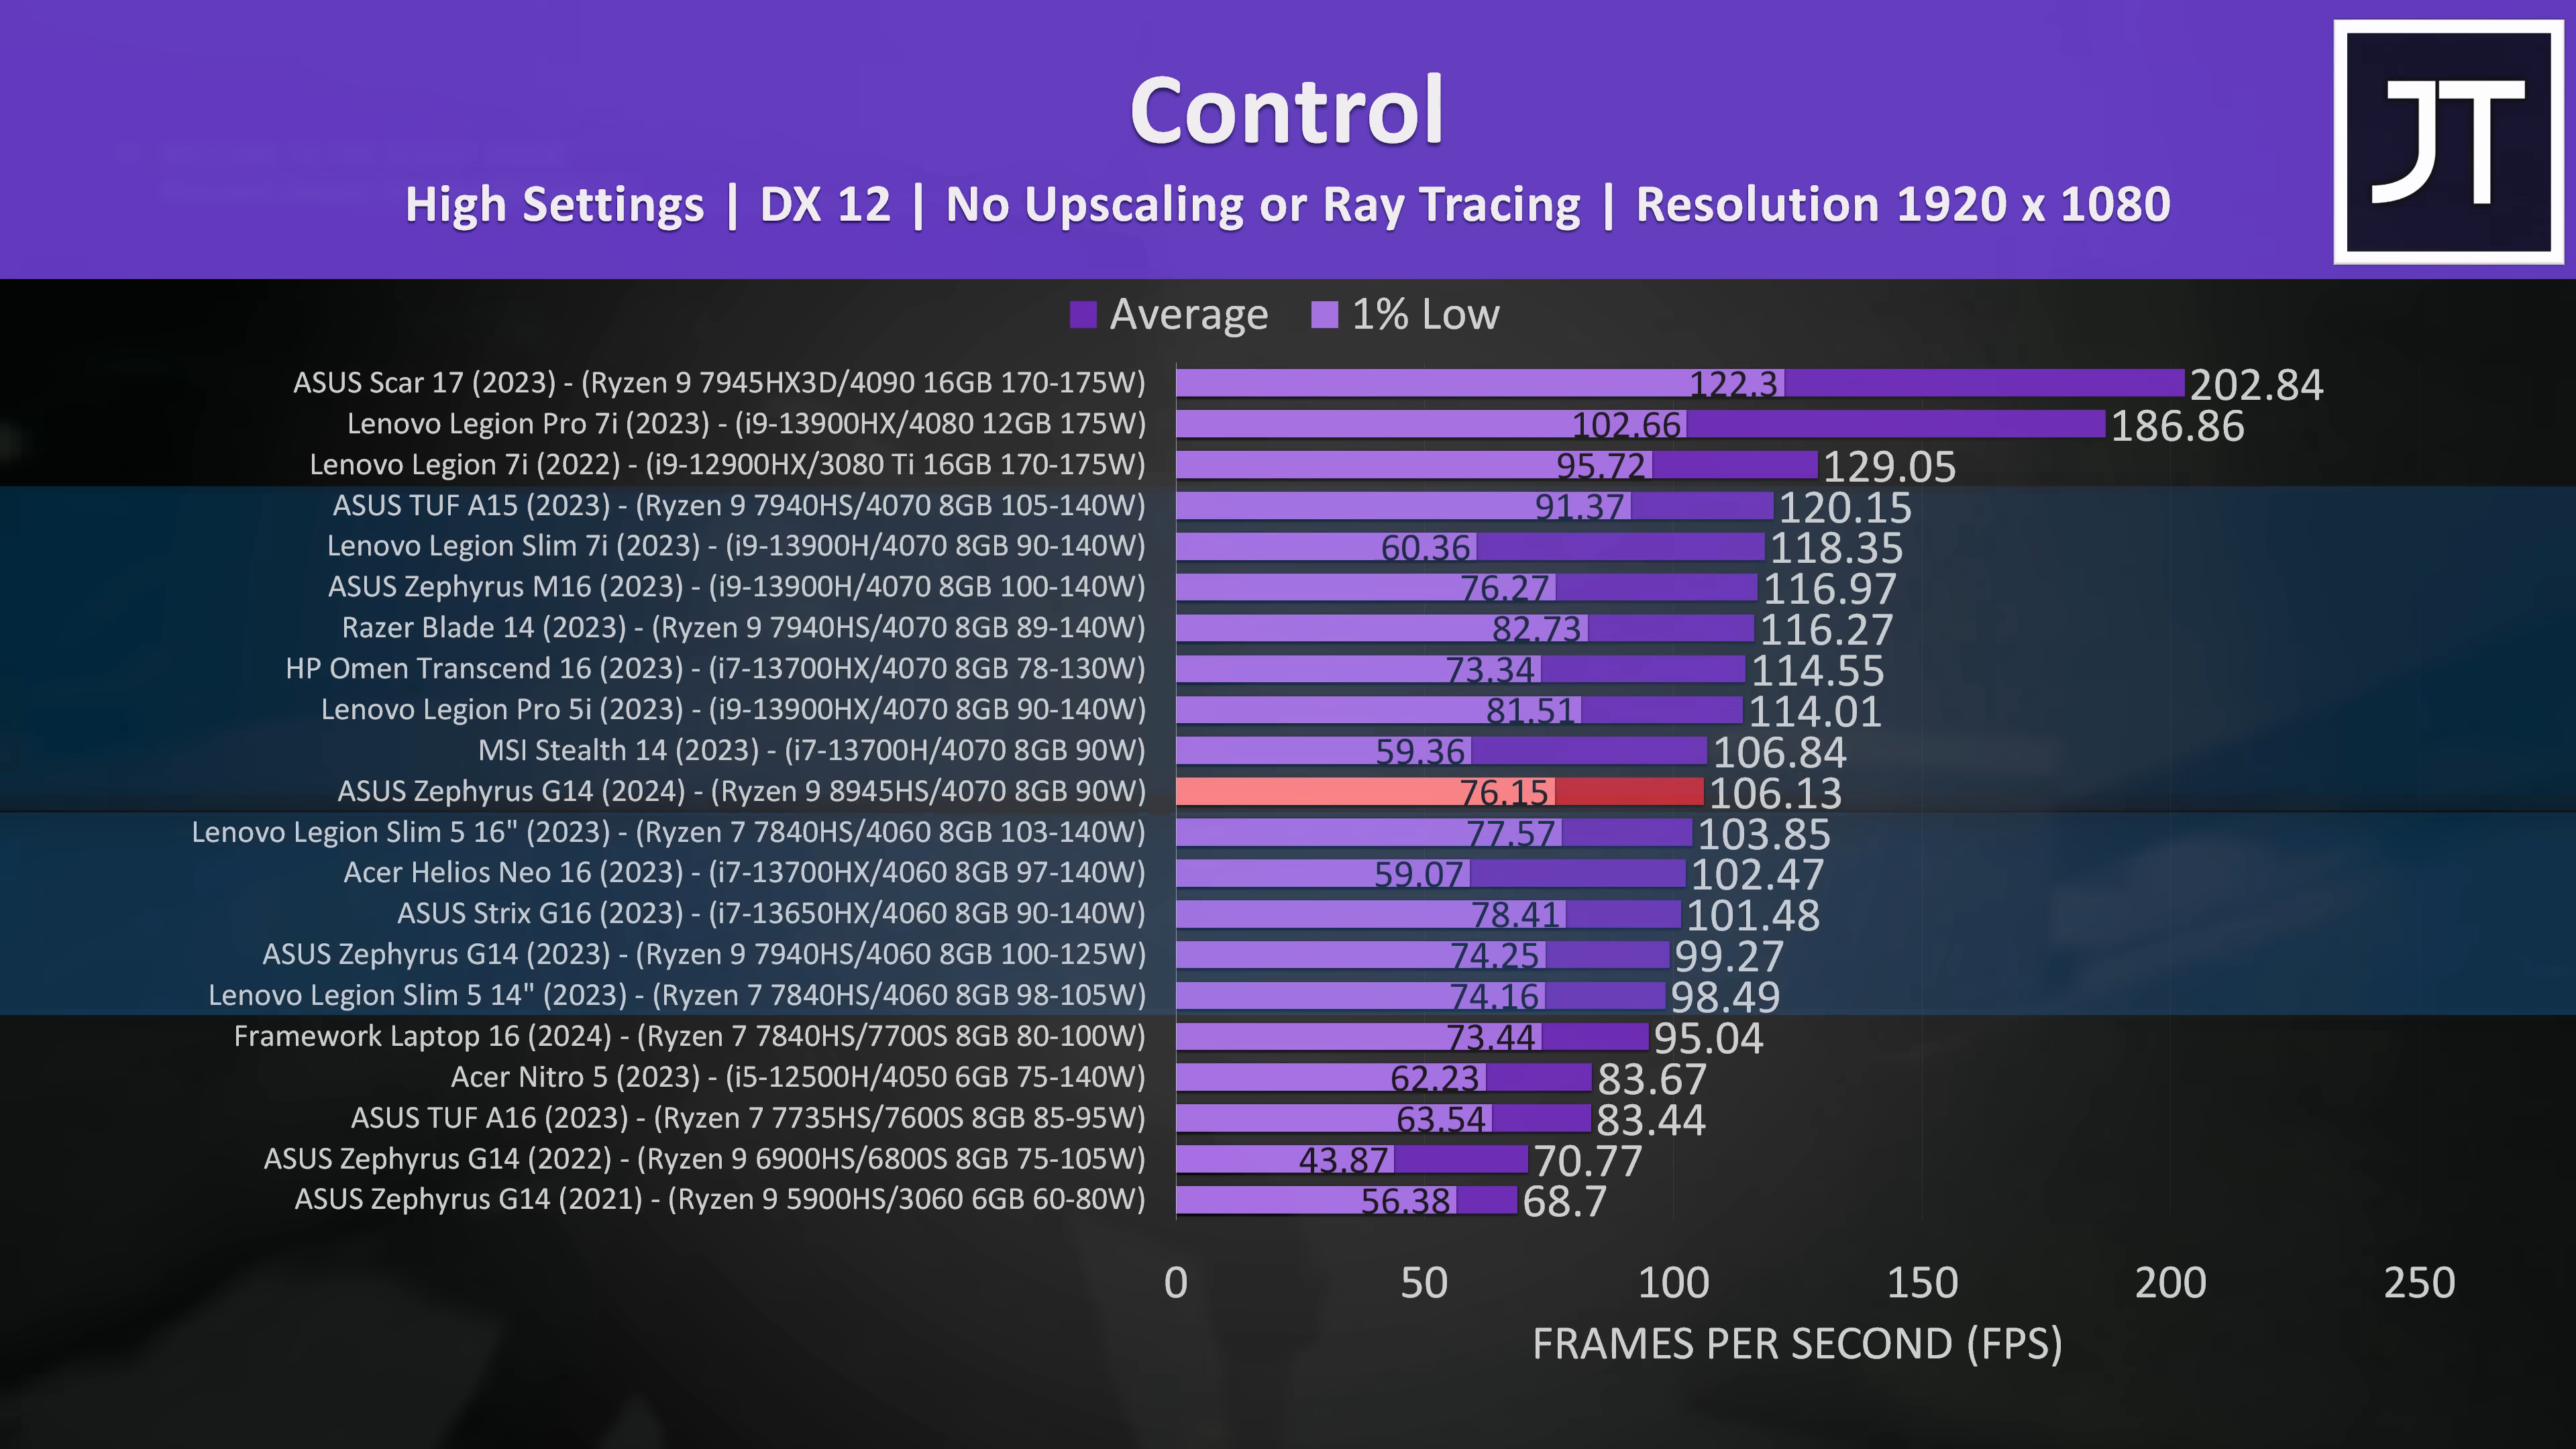 Control
High Settings | DX 12 | No Upscaling or Ray Tracing | Resolution 1920 x 1080
JT
Average 1% Low
ASUS Scar 17 (2023) - (Ryzen 9 7945HX3D/4090 16GB 170-175W) 122.3 202.84
Lenovo Legion Pro 7i (2023) - (i9-13900HX/4080 12GB 175W) 102.66 186.86
Lenovo Legion 7i (2022) - (i9-12900HX/3080 Ti 16GB 170-175W) 95.72 129.05
ASUS TUF A15 (2023) - (Ryzen 9 7940HS/4070 8GB 105-140W) 91.37 120.15
Lenovo Legion Slim 7i (2023) - (i9-13900H/4070 8GB 90-140W) 60.36 118.35
ASUS Zephyrus M16 (2023) - (i9-13900H/4070 8GB 100-140W) 76.27 116.97
Razer Blade 14 (2023) - (Ryzen 9 7940HS/4070 8GB 89-140W) 82.73 116.27
HP Omen Transcend 16 (2023) - (i7-13700HX/4070 8GB 78-130W) 73.34 114.55
Lenovo Legion Pro 5i (2023) - (i9-13900HX/4070 8GB 90-140W) 81.51 114.01
MSI Stealth 14 (2023) - (i7-13700H/4070 8GB 90W) 59.36 106.84
ASUS Zephyrus G14 (2024) - (Ryzen 9 8945HS/4070 8GB 90W) 76.15 106.13
Lenovo Legion Slim 5 16" (2023) - (Ryzen 7 7840HS/4060 8GB 103-140W) 77.57 103.85
Acer Helios Neo 16 (2023) - (i7-13700HX/4060 8GB 97-140W) 59.07 102.47
ASUS Strix G16 (2023) - (i7-13650HX/4060 8GB 90-140W) 78.41 101.48
ASUS Zephyrus G14 (2023) - (Ryzen 9 7940HS/4060 8GB 100-125W) 74.25 99.27
Lenovo Legion Slim 5 14" (2023) - (Ryzen 7 7840HS/4060 8GB 98-105W) 74.16 98.49
Framework Laptop 16 (2024) - (Ryzen 7 7840HS/7700S 8GB 80-100W) 73.44 95.04
Acer Nitro 5 (2023) - (i5-12500H/4050 6GB 75-140W) 62.23 83.67
ASUS TUF A16 (2023) - (Ryzen 7 7735HS/7600S 8GB 85-95W) 63.54 83.44
ASUS Zephyrus G14 (2022) - (Ryzen 9 6900HS/6800S 8GB 75-105W) 43.87 70.77
ASUS Zephyrus G14 (2021) - (Ryzen 9 5900HS/3060 6GB 60-80W) 56.38 68.7
0 50 100 150 200 250
FRAMES PER SECOND (FPS)